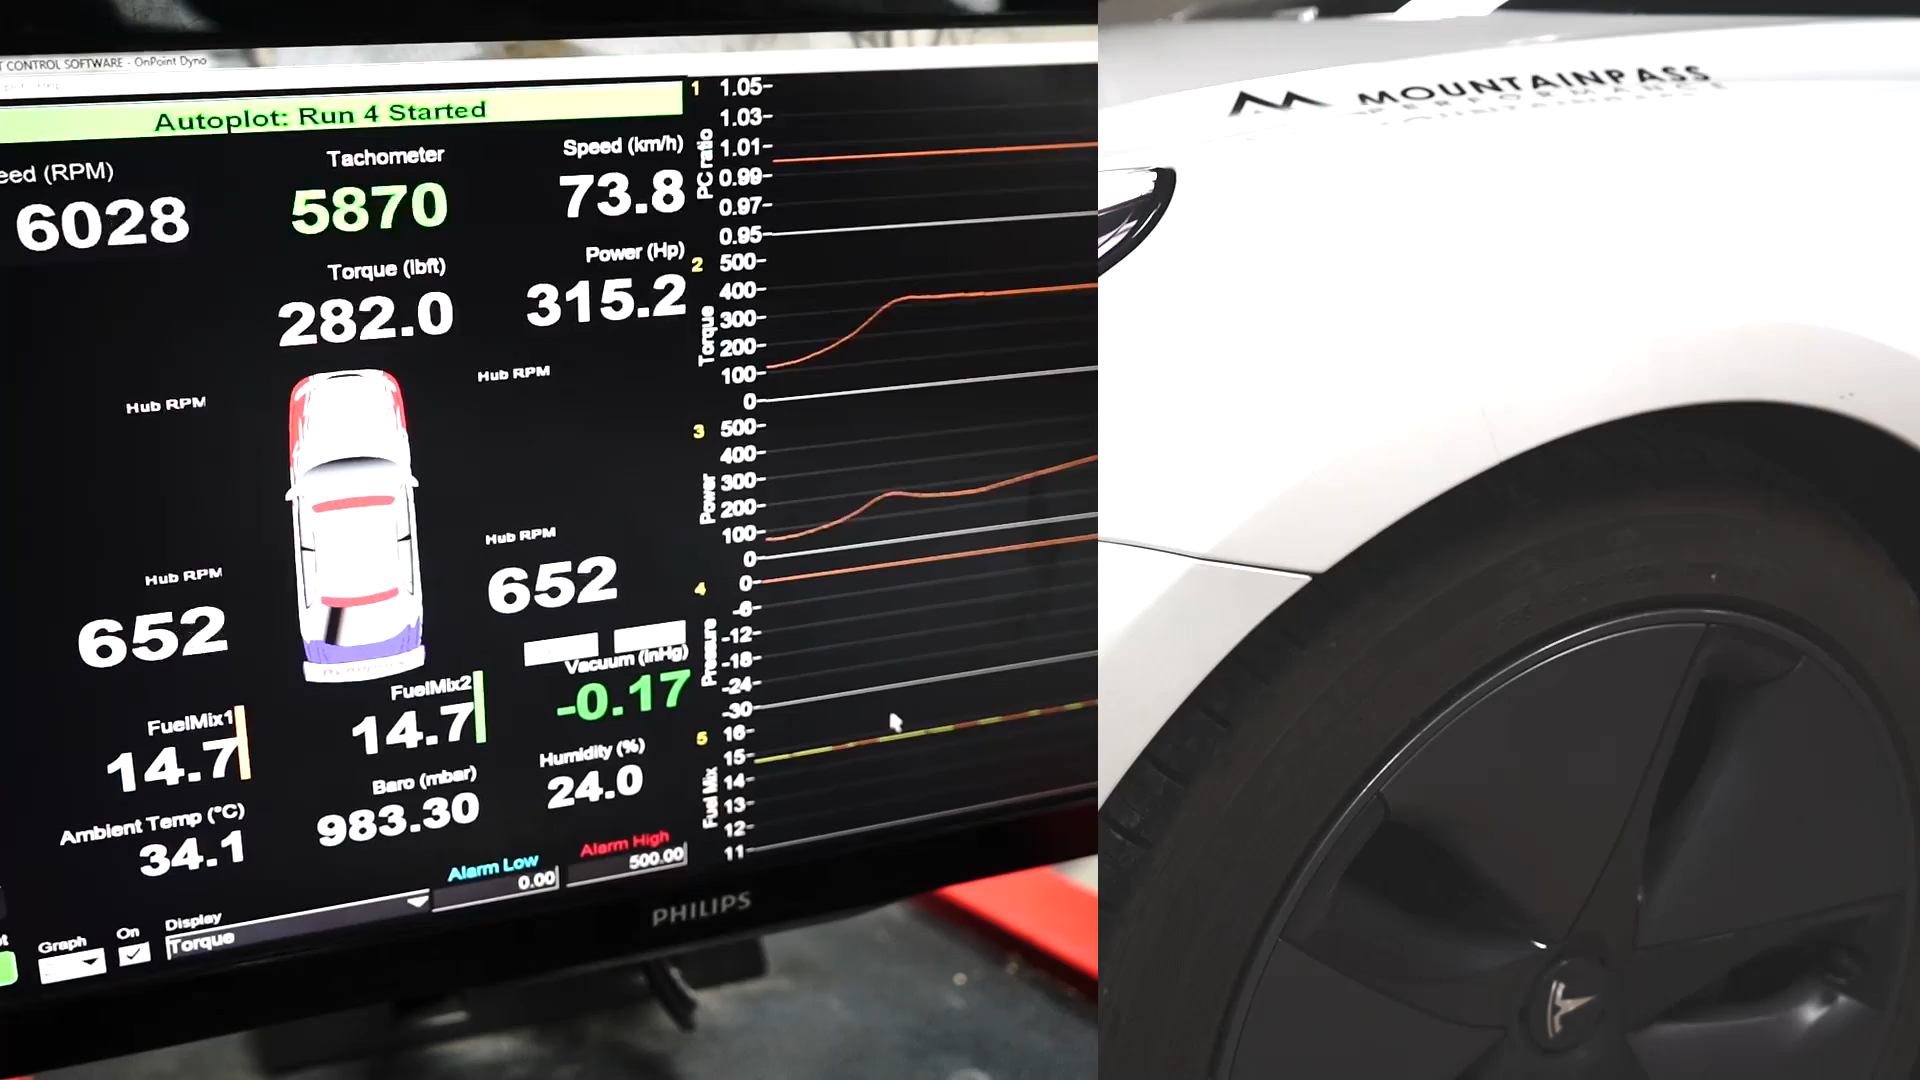 T CONTROL SOFTWARE - OnPoint Dyno
Autoplot: Run 4 Started
eed (RPM)
6028
Tachometer
5870
Speed (km/h)
73.8
Torque (lbft)
282.0
Power (Hp)
315.2
Hub RPM
Hub RPM
Hub RPM
652
Hub RPM
652
FuelMix1
14.7
FuelMix2
14.7
Vacuum (inHg)
-0.17
Ambient Temp (°C)
34.1
Baro (mbar)
983.30
Humidity (%)
24.0
Alarm Low
0.00
Alarm High
500.00
Graph
On
Display
Torque
1
PC ratio
1.05
1.03
1.01
0.99
0.97
0.95
2
Torque
500
400
300
200
100
0
3
Power
500
400
300
200
100
0
4
Pressure
0
-6
-12
-18
-24
-30
5
Fuel Mix
16
15
14
13
12
11
PHILIPS
MOUNTAINPASS
PERFORMANCE